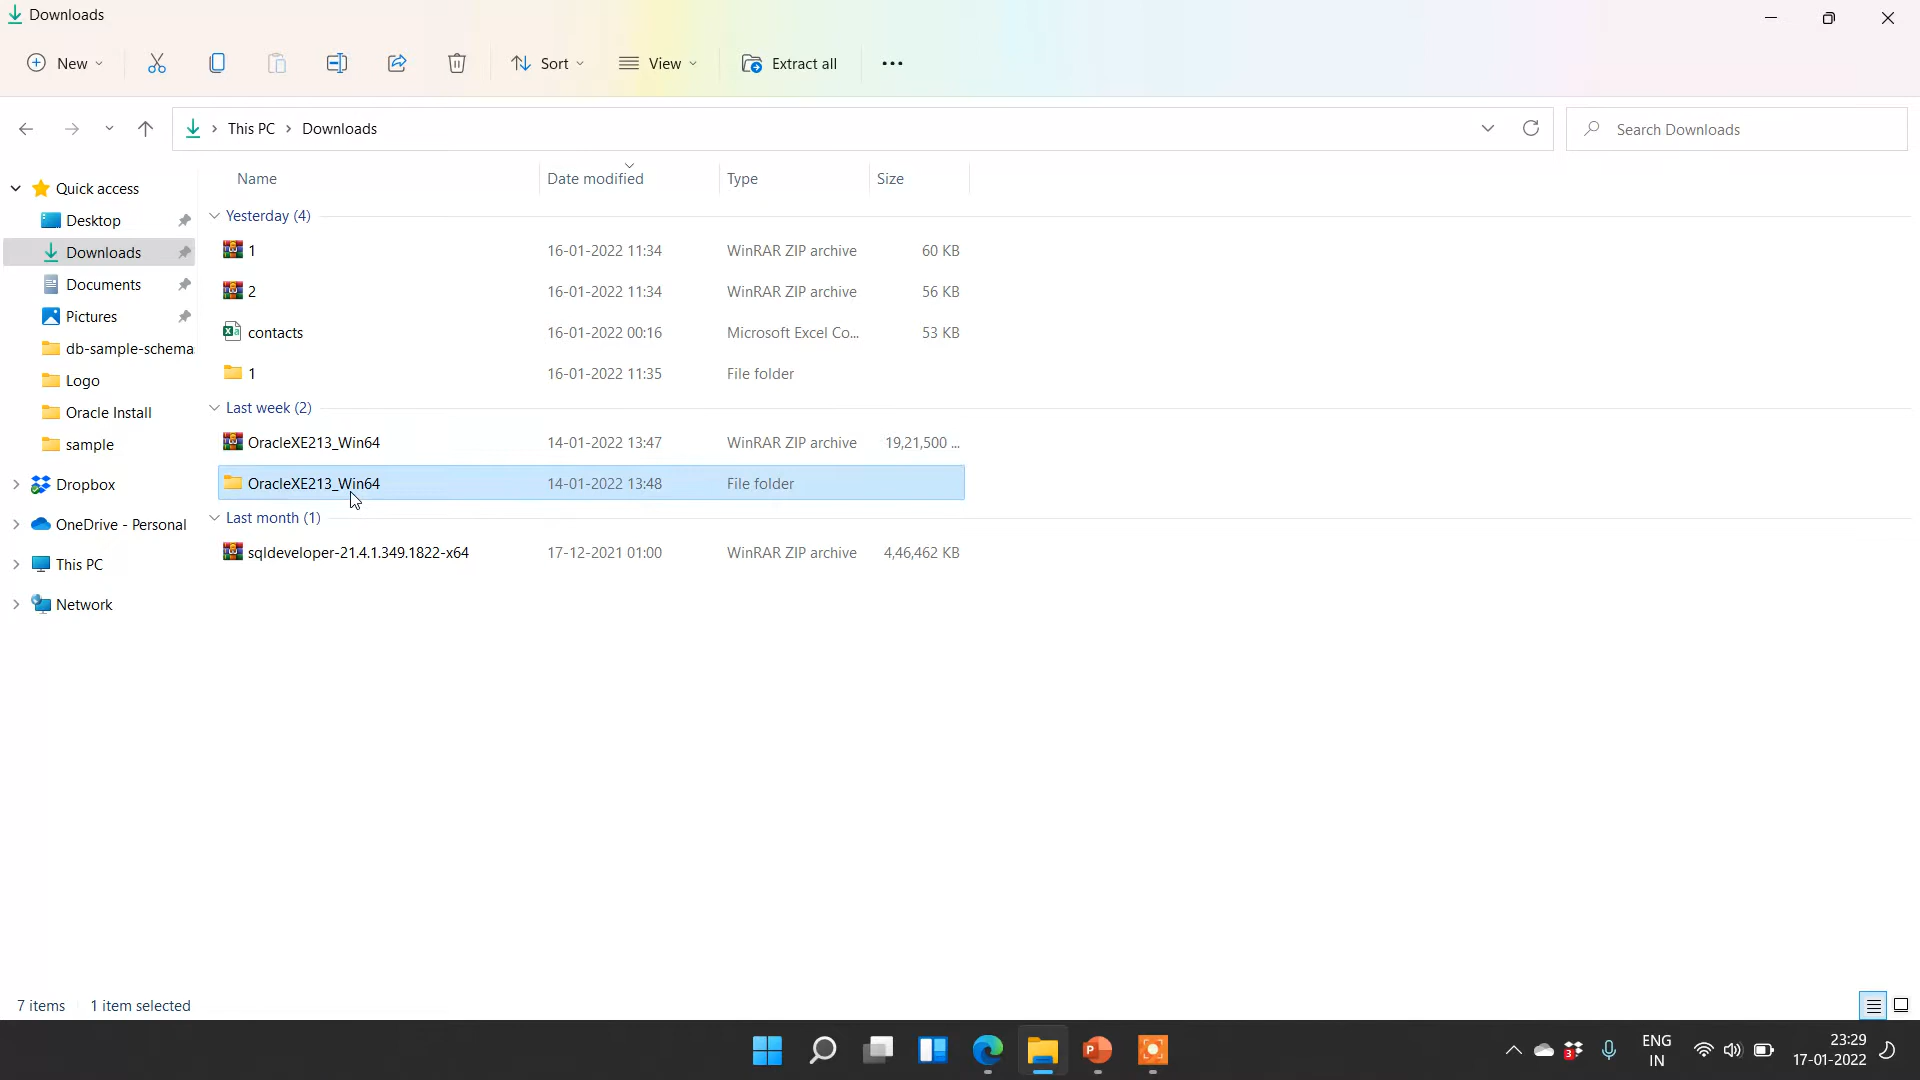 Downloads
New
Sort
View
Extract all
This PC > Downloads
Search Downloads
Name Date modified Type Size
Quick access
Desktop
Downloads
Documents
Pictures
db-sample-schema
Logo
Oracle Install
sample
Dropbox
OneDrive - Personal
This PC
Network
Yesterday (4)
1 16-01-2022 11:34 WinRAR ZIP archive 60 KB
2 16-01-2022 11:34 WinRAR ZIP archive 56 KB
contacts 16-01-2022 00:16 Microsoft Excel Co... 53 KB
1 16-01-2022 11:35 File folder
Last week (2)
OracleXE213_Win64 14-01-2022 13:47 WinRAR ZIP archive 19,21,500 ...
OracleXE213_Win64 14-01-2022 13:48 File folder
Last month (1)
sqldeveloper-21.4.1.349.1822-x64 17-12-2021 01:00 WinRAR ZIP archive 4,46,462 KB
7 items 1 item selected
P
3
ENG
IN
23:29
17-01-2022